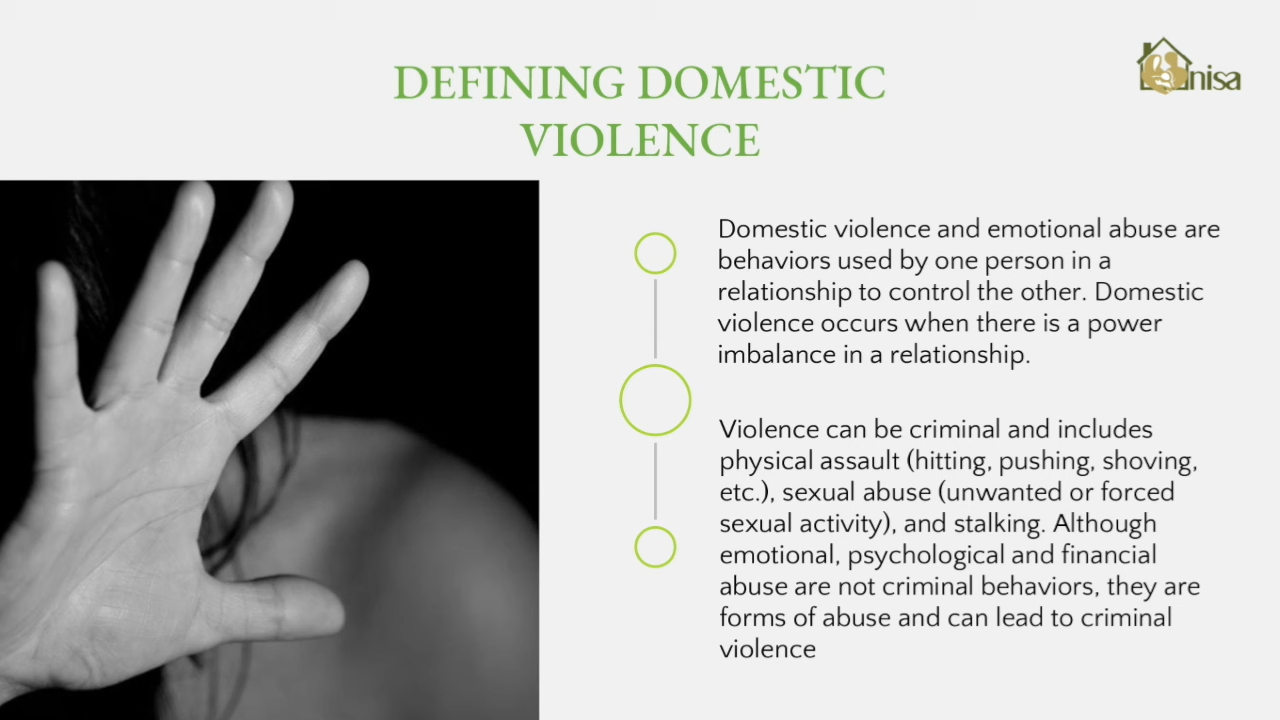 DEFINING DOMESTIC
VIOLENCE
nisa
Domestic violence and emotional abuse are
behaviors used by one person in a
relationship to control the other. Domestic
violence occurs when there is a power
imbalance in a relationship.
Violence can be criminal and includes
physical assault (hitting, pushing, shoving,
etc.), sexual abuse (unwanted or forced
sexual activity), and stalking. Although
emotional, psychological and financial
abuse are not criminal behaviors, they are
forms of abuse and can lead to criminal
violence